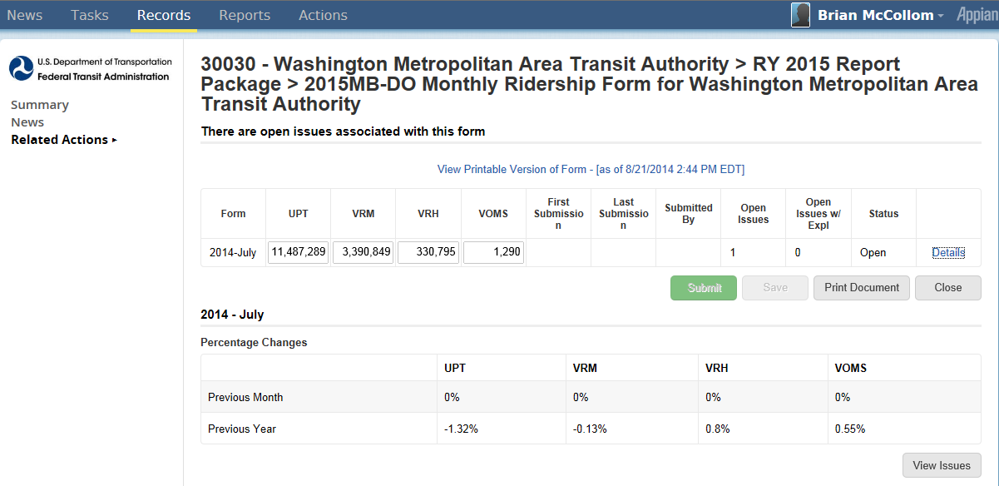 News Tasks Records Reports Actions Brian McCollom Appian
U.S. Department of Transportation
Federal Transit Administration
Summary
News
Related Actions
30030 - Washington Metropolitan Area Transit Authority > RY 2015 Report
Package > 2015MB-DO Monthly Ridership Form for Washington Metropolitan Area
Transit Authority
There are open issues associated with this form
View Printable Version of Form - [as of 8/21/2014 2:44 PM EDT]
Form UPT VRM VRH VOMS First Submissio n Last Submissio n Submitted By Open Issues Open Issues w/ Expl Status
2014-July 11,487,289 3,390,849 330,795 1,290 1 0 Open Details
Submit Save Print Document Close
2014 - July
Percentage Changes
UPT VRM VRH VOMS
Previous Month 0% 0% 0% 0%
Previous Year -1.32% -0.13% 0.8% 0.55%
View Issues